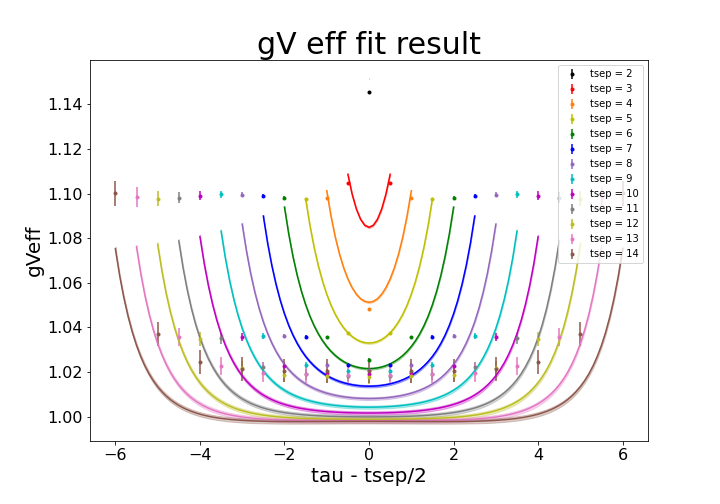 gV eff fit result
gVeff
1.14
1.12
1.10
1.08
1.06
1.04
1.02
1.00
−6
−4
−2
0
2
4
6
tau - tsep/2
tsep = 2
tsep = 3
tsep = 4
tsep = 5
tsep = 6
tsep = 7
tsep = 8
tsep = 9
tsep = 10
tsep = 11
tsep = 12
tsep = 13
tsep = 14